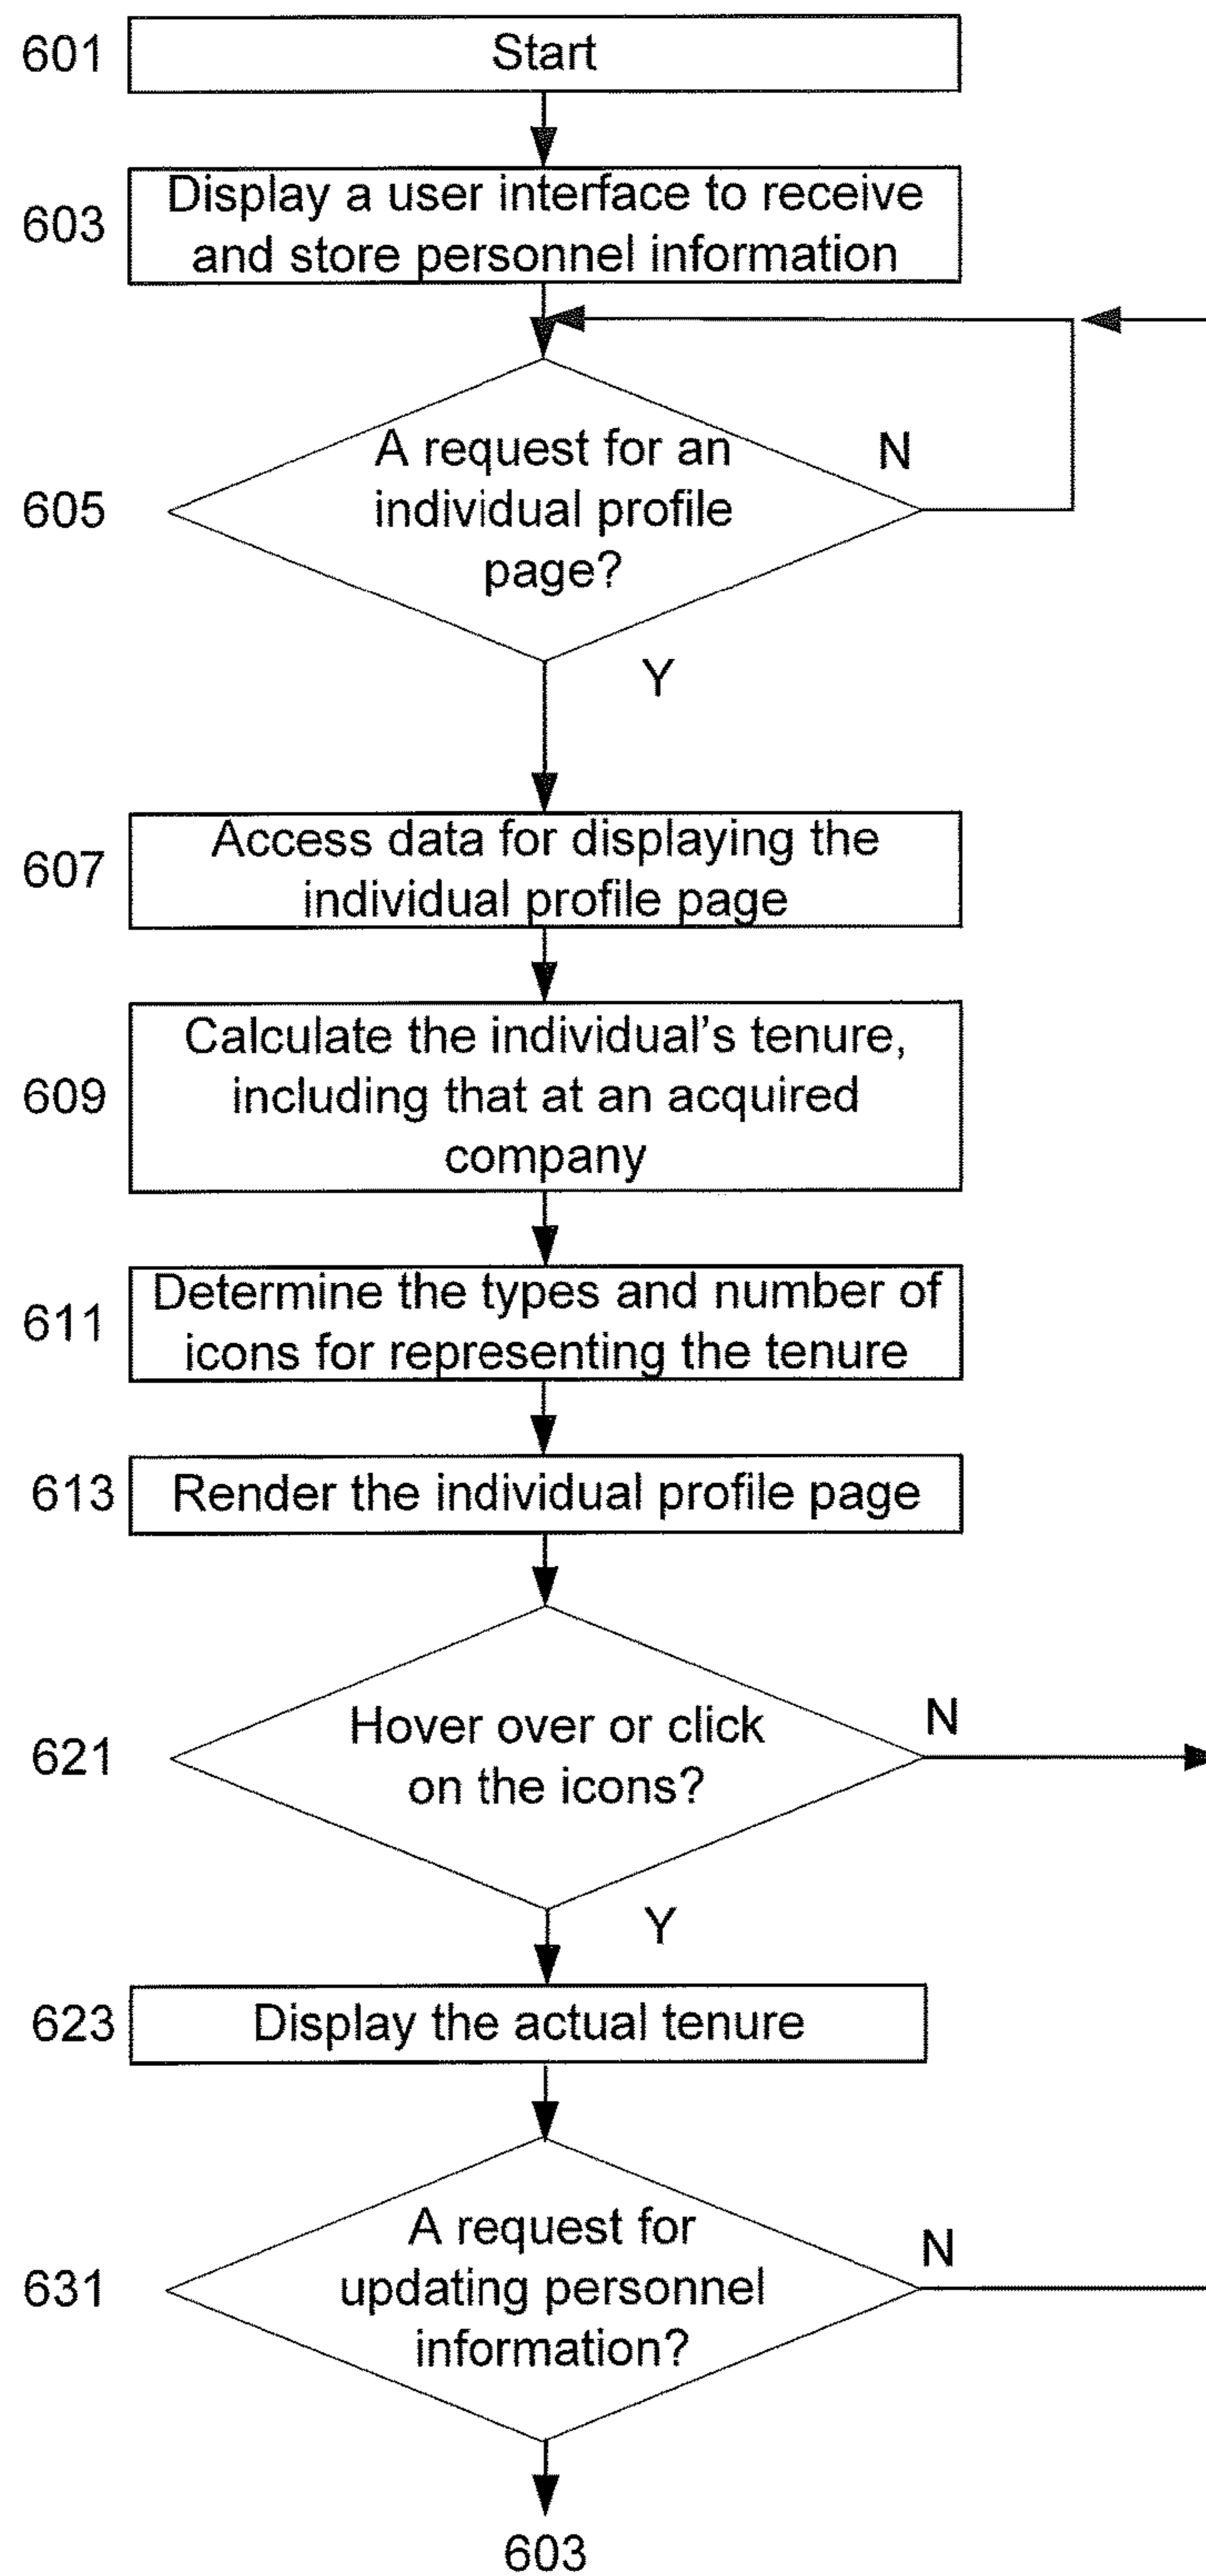 601
Start
603
Display a user interface to receive
and store personnel information
605
A request for an
individual profile
page?
N
Y
607
Access data for displaying the
individual profile page
609
Calculate the individual's tenure,
including that at an acquired
company
611
Determine the types and number of
icons for representing the tenure
613
Render the individual profile page
621
Hover over or click
on the icons?
N
Y
623
Display the actual tenure
631
A request for
updating personnel
information?
N
603